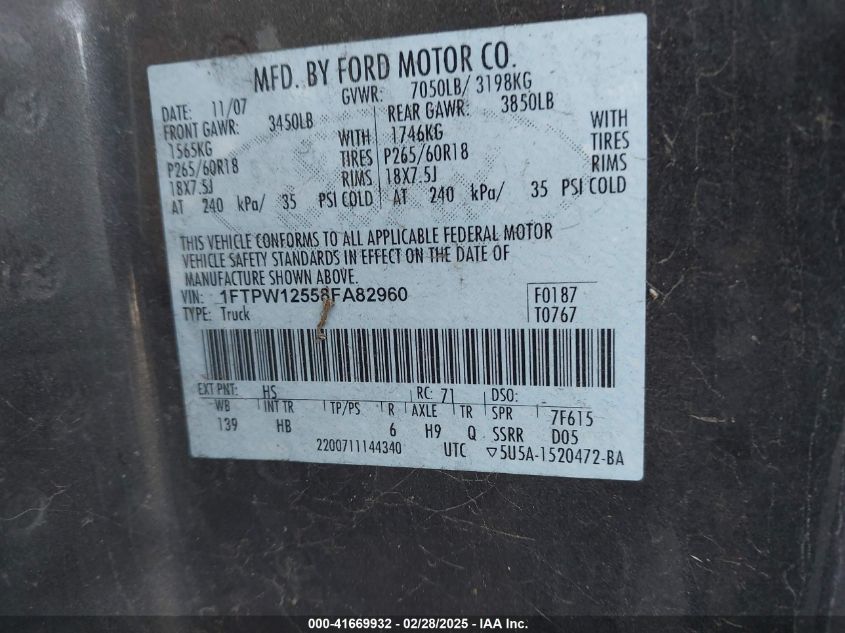 MFD. BY FORD MOTOR CO.
DATE: 11/07 GVWR: 7050LB/ 3198KG
FRONT GAWR: 3450LB REAR GAWR: 3850LB
1565KG WITH 1746KG WITH
P265/60R18 TIRES P265/60R18 TIRES
18X7.5J RIMS 18X7.5J RIMS
AT 240 kPa/ 35 PSI COLD AT 240 kPa/ 35 PSI COLD
THIS VEHICLE CONFORMS TO ALL APPLICABLE FEDERAL MOTOR
VEHICLE SAFETY STANDARDS IN EFFECT ON THE DATE OF
MANUFACTURE SHOWN ABOVE.
VIN: 1FTPW12558FA82960 F0187
TYPE: Truck T0767
EXT PNT: HS RC: 71 DSO:
WB INT TR TP/PS R AXLE TR SPR 7F615
139 HB 6 H9 Q SSRR D05
2200711144340 UTC ▽5U5A-1520472-BA
000-41669932 - 02/28/2025 - IAA Inc.